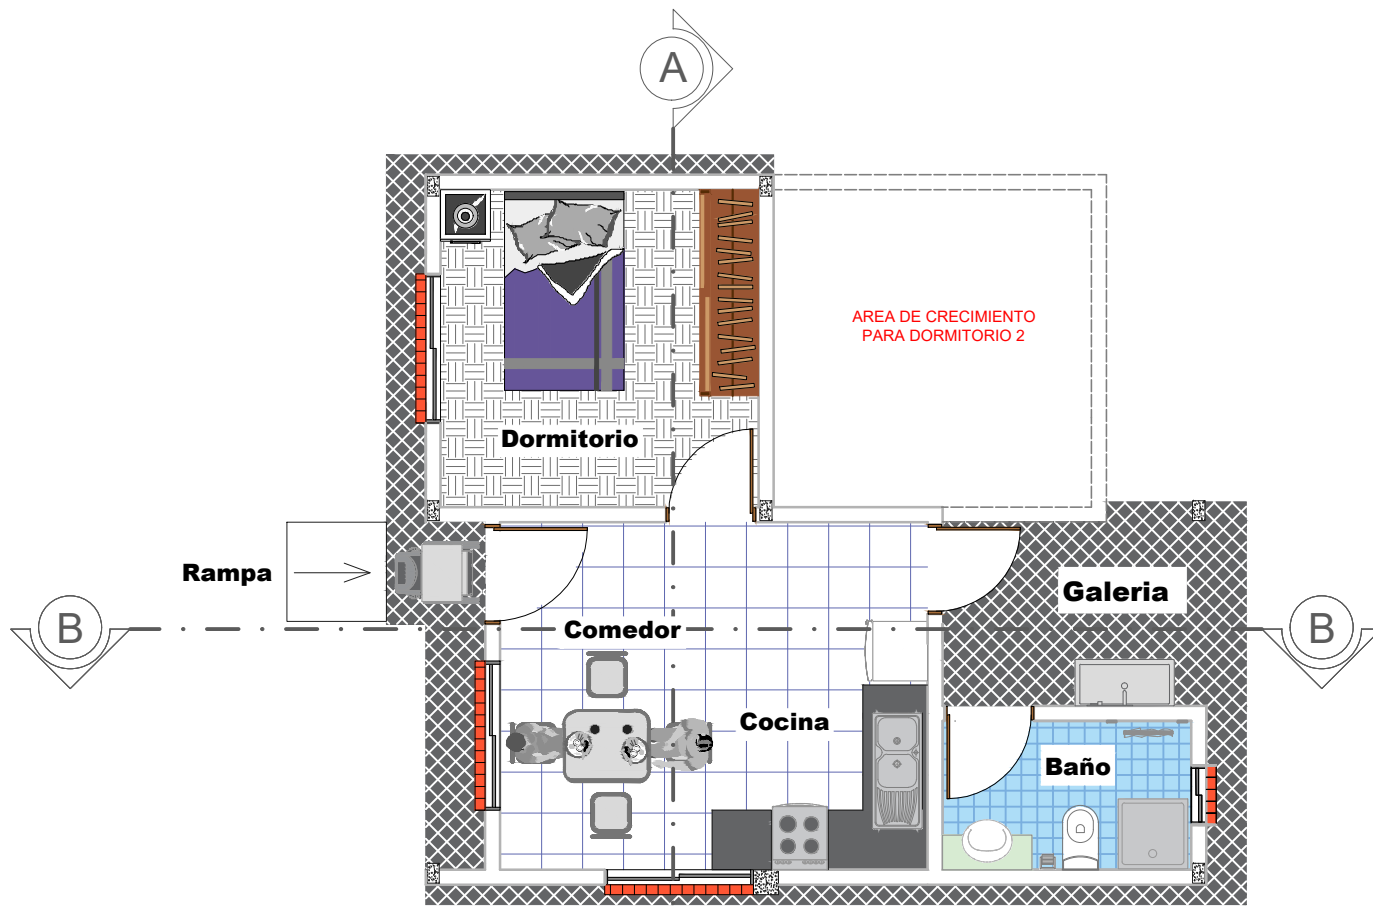 A
AREA DE CRECIMIENTO
PARA DORMITORIO 2
Dormitorio
Rampa
Galeria
B
Comedor
B
Cocina
Baño